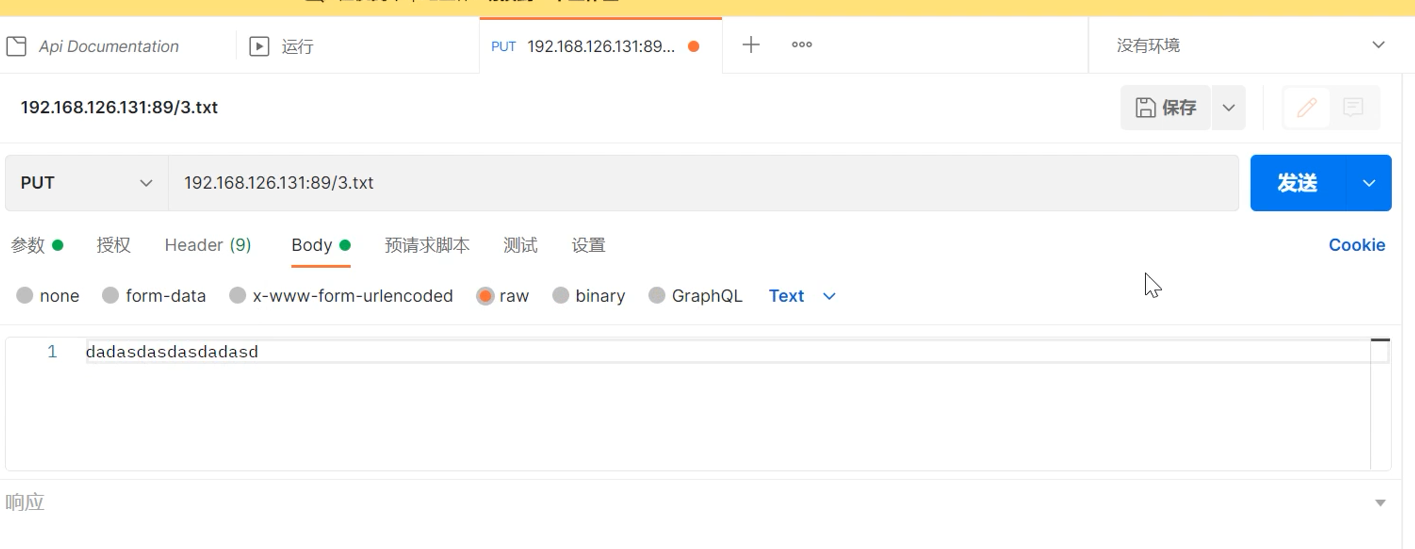 Api Documentation
运行
PUT 192.168.126.131:89...
没有环境
192.168.126.131:89/3.txt
保存
PUT
192.168.126.131:89/3.txt
发送
参数
授权
Header (9)
Body
预请求脚本
测试
设置
Cookie
none
form-data
x-www-form-urlencoded
raw
binary
GraphQL
Text
1
dadasdasdasdadasd
响应